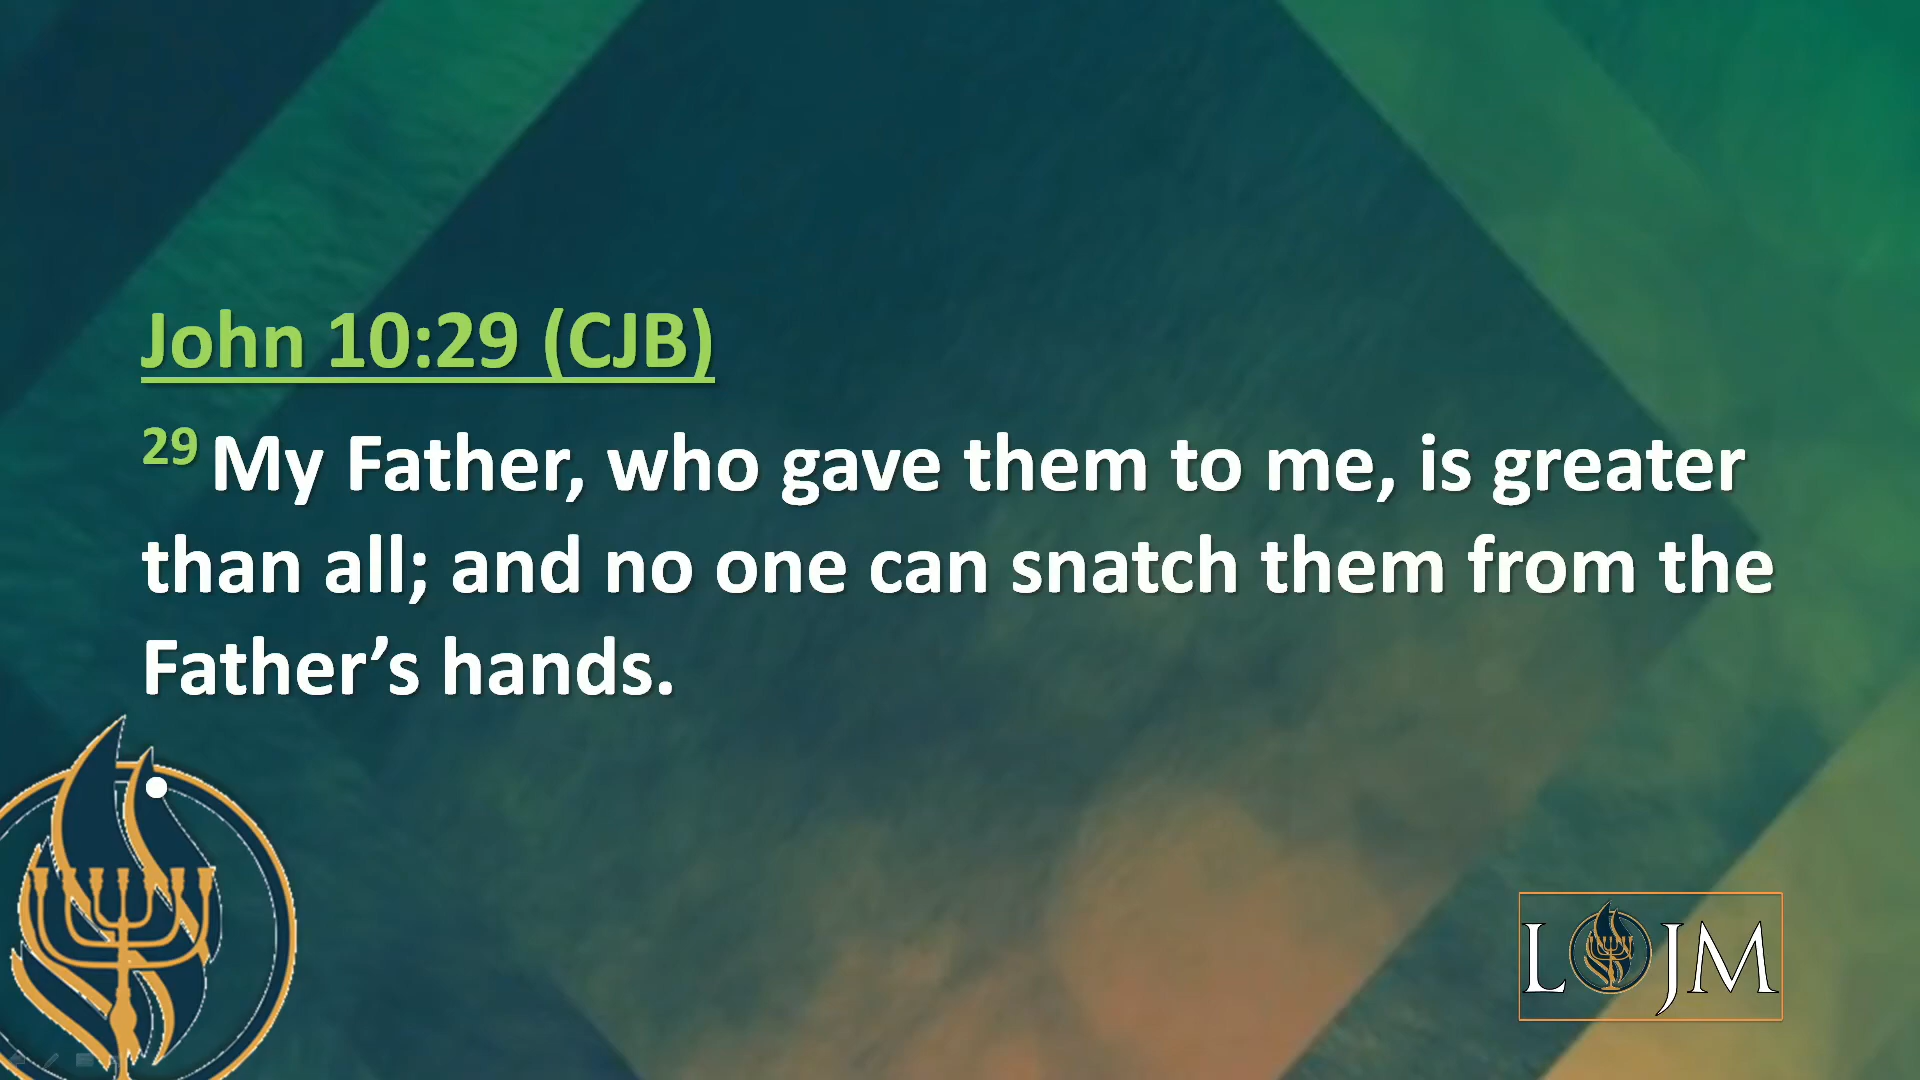 John 10:29 (CJB)
29 My Father, who gave them to me, is greater
than all; and no one can snatch them from the
Father’s hands.
LOJM